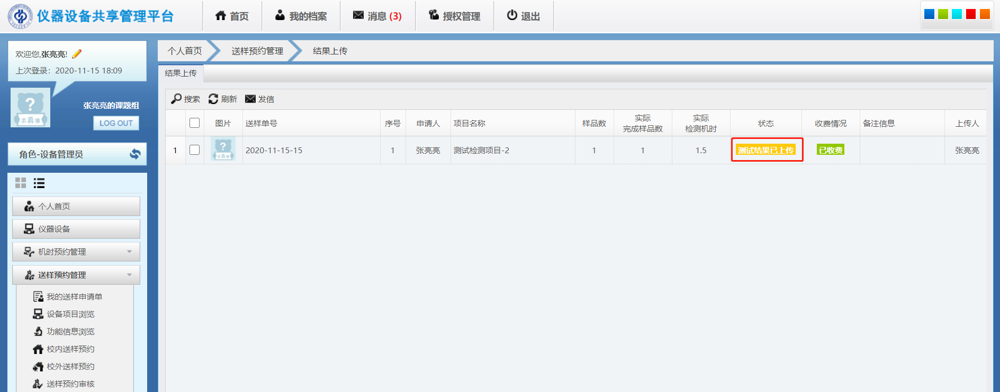 仪器设备共享管理平台
首页
我的档案
消息 (3)
授权管理
退出
欢迎您,张亮亮!
上次登录：2020-11-15 18:09
?
求真像
张亮亮的课题组
LOG OUT
角色-设备管理员
个人首页
仪器设备
机时预约管理
送样预约管理
我的送样申请单
设备项目浏览
功能信息浏览
校内送样预约
校外送样预约
送样预约审核
个人首页
送样预约管理
结果上传
结果上传
搜索
刷新
发信
图片
送样单号
序号
申请人
项目名称
样品数
实际
完成样品数
实际
检测机时
状态
收费情况
备注信息
上传人
1
?
求真像
2020-11-15-15
1
张亮亮
测试检测项目-2
1
1
1.5
测试结果已上传
已收费
张亮亮